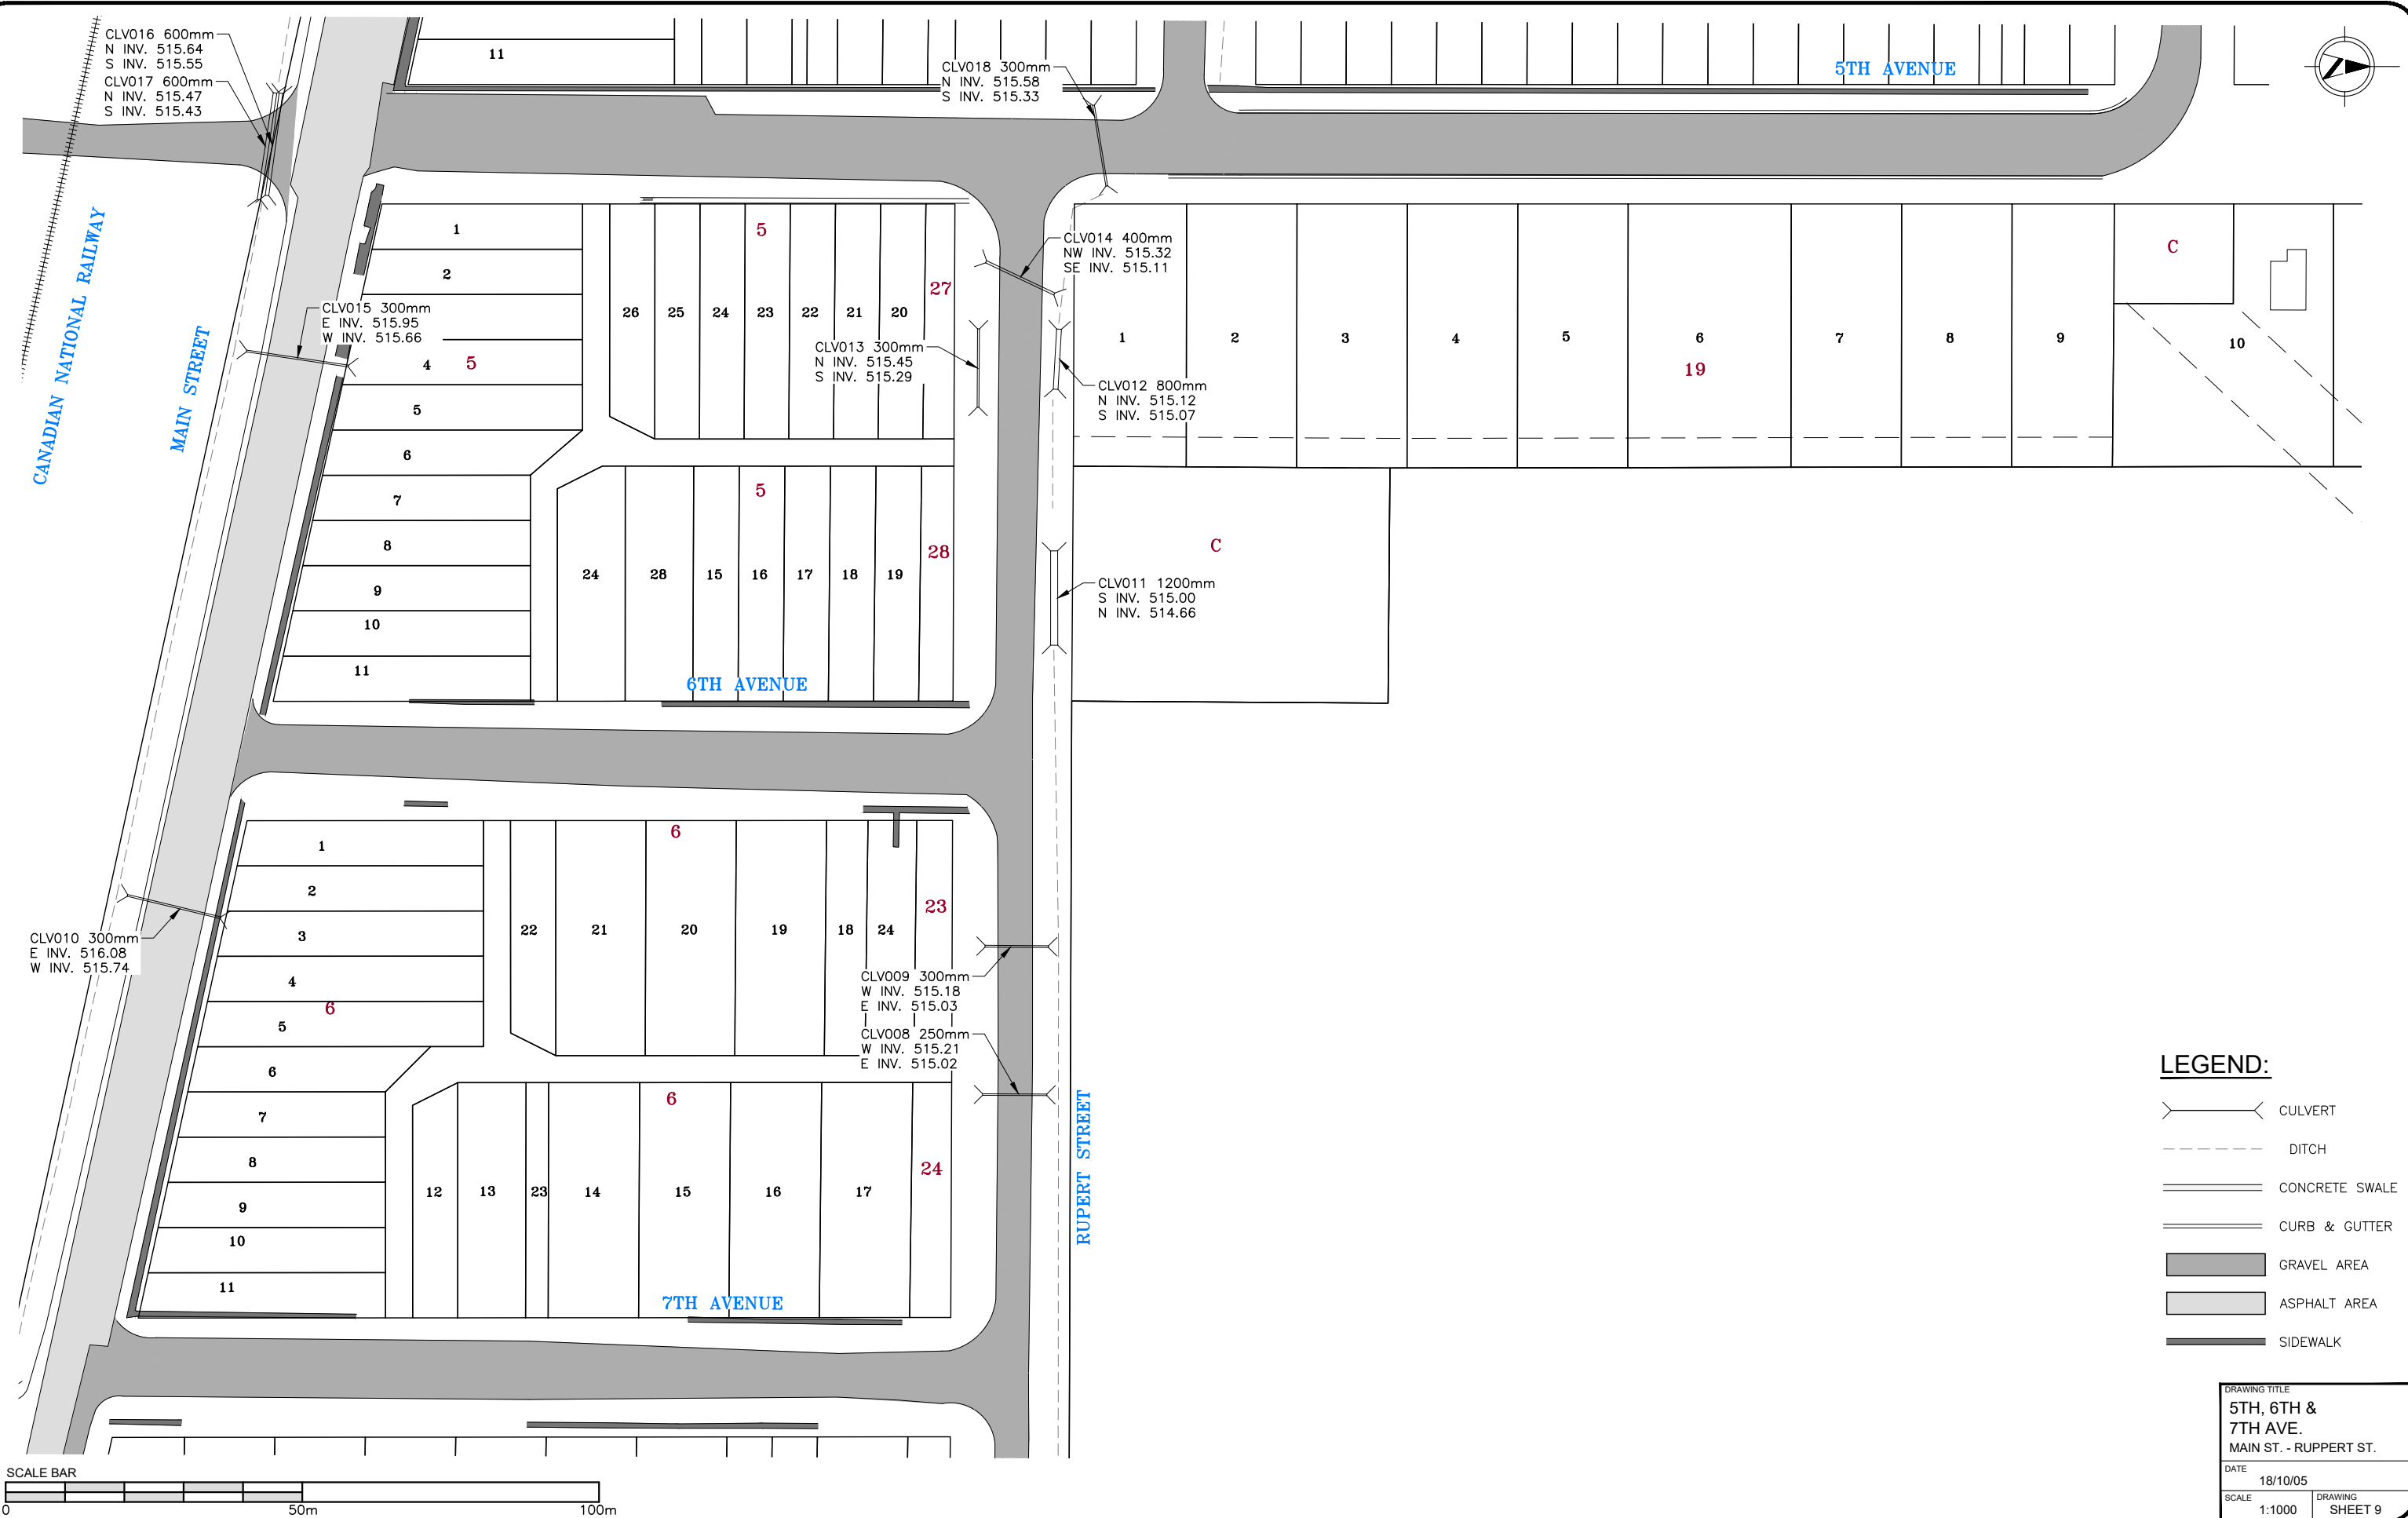 CLV016 600mm
N INV. 515.64
S INV. 515.55
CLV017 600mm
N INV. 515.47
S INV. 515.43
11
CLV018 300mm
N INV. 515.58
S INV. 515.33
5TH AVENUE
CANADIAN NATIONAL RAILWAY
MAIN STREET
CLV015 300mm
E INV. 515.95
W INV. 515.66
1
2
4
5
5
6
7
8
9
10
11
5
26
25
24
23
22
21
20
27
CLV013 300mm
N INV. 515.45
S INV. 515.29
CLV014 400mm
NW INV. 515.32
SE INV. 515.11
CLV012 800mm
N INV. 515.12
S INV. 515.07
1
2
3
4
5
6
19
7
8
9
C
10
5
24
28
15
16
17
18
19
28
C
CLV011 1200mm
S INV. 515.00
N INV. 514.66
6TH AVENUE
1
2
3
4
6
5
6
7
8
9
10
11
CLV010 300mm
E INV. 516.08
W INV. 515.74
6
22
21
20
19
18
24
23
CLV009 300mm
W INV. 515.18
E INV. 515.03
CLV008 250mm
W INV. 515.21
E INV. 515.02
6
12
13
23
14
15
16
17
24
RUPERT STREET
7TH AVENUE
LEGEND:
CULVERT
DITCH
CONCRETE SWALE
CURB & GUTTER
GRAVEL AREA
ASPHALT AREA
SIDEWALK
DRAWING TITLE
5TH, 6TH &
7TH AVE.
MAIN ST. - RUPPERT ST.
DATE
18/10/05
SCALE
1:1000
DRAWING
SHEET 9
SCALE BAR
0 50m 100m